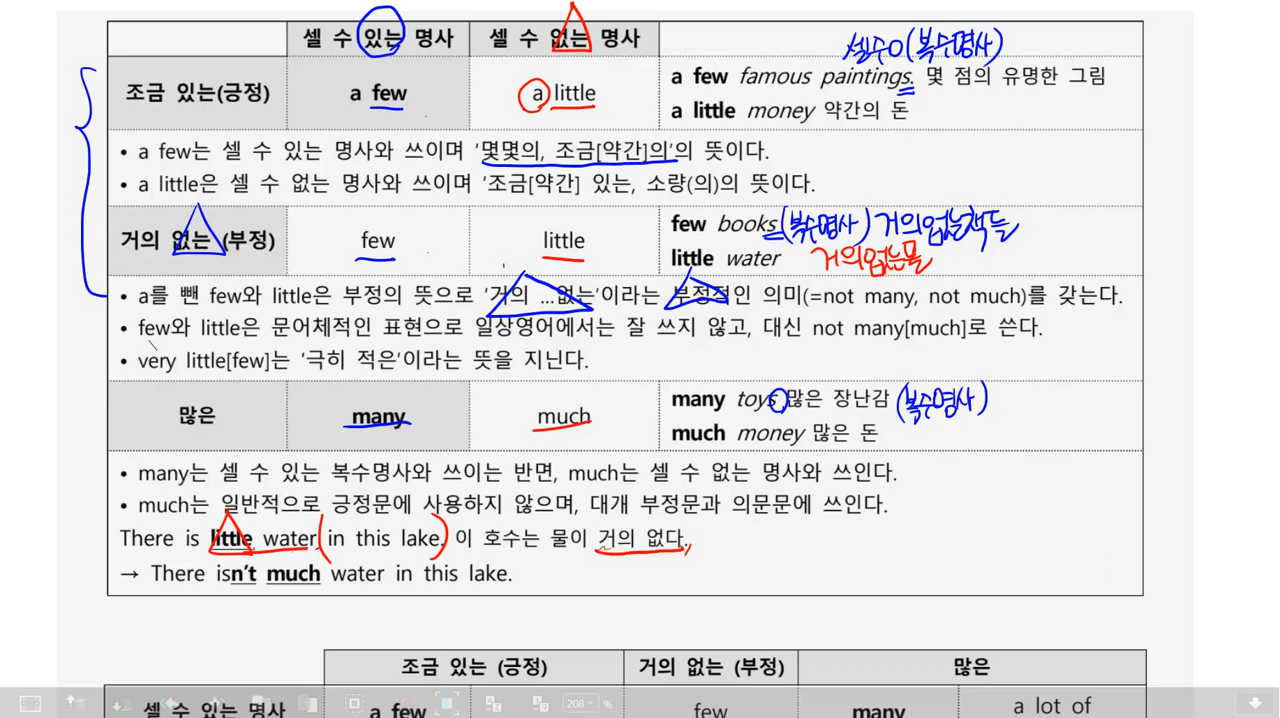 셀 수 있는 명사 셀 수 없는 명사
셀수O(복수명사)
조금 있는(긍정) a few a little
a few famous paintings. 몇 점의 유명한 그림
a little money 약간의 돈
• a few는 셀 수 있는 명사와 쓰이며 '몇몇의, 조금[약간]의'의 뜻이다.
• a little은 셀 수 없는 명사와 쓰이며 '조금[약간] 있는, 소량(의)의 뜻이다.
거의 없는 (부정) few little
few books (복수명사) 거의 없는 책들
little water 거의 없는 물
• a를 뺀 few와 little은 부정의 뜻으로 '거의 …없는'이라는 부정적인 의미(=not many, not much)를 갖는다.
• few와 little은 문어체적인 표현으로 일상영어에서는 잘 쓰지 않고, 대신 not many[much]로 쓴다.
• very little[few]는 '극히 적은'이라는 뜻을 지닌다.
많은 many much
many toys 많은 장난감 (복수명사)
much money 많은 돈
• many는 셀 수 있는 복수명사와 쓰이는 반면, much는 셀 수 없는 명사와 쓰인다.
• much는 일반적으로 긍정문에 사용하지 않으며, 대개 부정문과 의문문에 쓰인다.
There is little water (in this lake.) 이 호수는 물이 거의 없다.
→ There isn't much water in this lake.
조금 있는 (긍정) 거의 없는 (부정) 많은
셀 수 있는 명사 a few few many a lot of
208 %